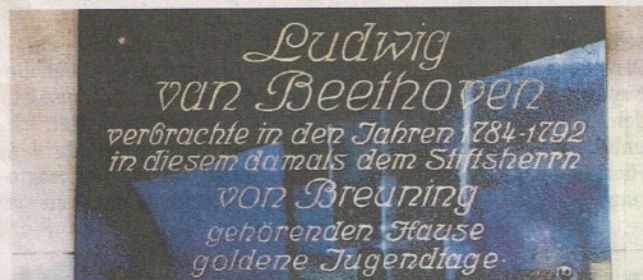 Ludwig
van Beethoven
verbrachte in den Jahren 1784-1792
in diesem damals dem Stiftsherrn
von Breuning
gehörenden Hause
goldene Jugendtage.